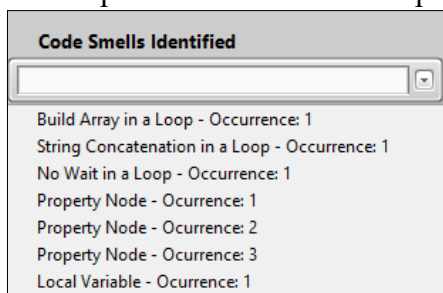 Code Smells Identified
Build Array in a Loop - Occurrence: 1
String Concatenation in a Loop - Occurrence: 1
No Wait in a Loop - Occurrence: 1
Property Node - Ocurrence: 1
Property Node - Ocurrence: 2
Property Node - Ocurrence: 3
Local Variable - Ocurrence: 1